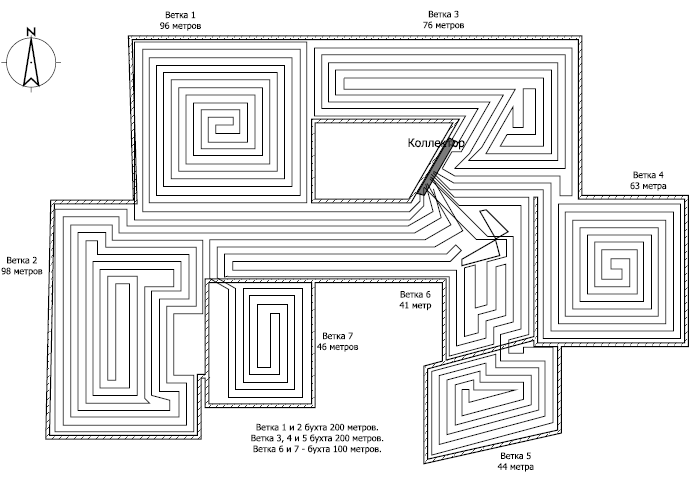 Ветка 1
96 метров
Ветка 3
76 метров
N
Коллектор
Ветка 4
63 метра
Ветка 2
98 метров
Ветка 6
41 метр
Ветка 7
46 метров
Ветка 1 и 2 бухта 200 метров.
Ветка 3, 4 и 5 бухта 200 метров.
Ветка 6 и 7 - бухта 100 метров.
Ветка 5
44 метра